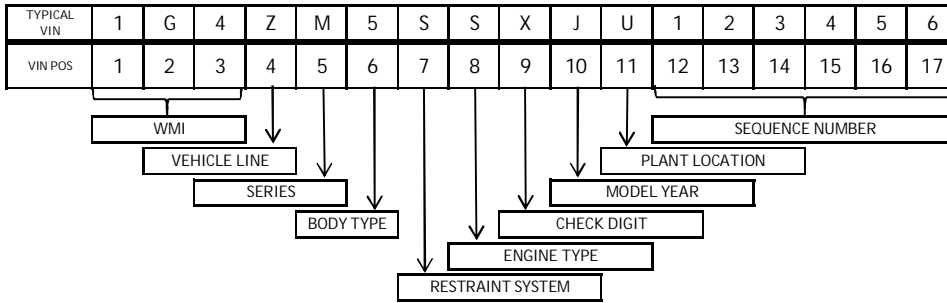 TYPICAL VIN 1 G 4 Z M 5 S S X J U 1 2 3 4 5 6
VIN POS 1 2 3 4 5 6 7 8 9 10 11 12 13 14 15 16 17
WMI SEQUENCE NUMBER
VEHICLE LINE PLANT LOCATION
SERIES MODEL YEAR
BODY TYPE CHECK DIGIT
ENGINE TYPE
RESTRAINT SYSTEM